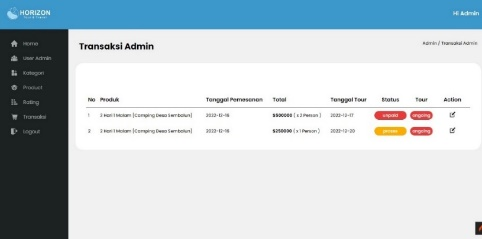 HORIZON
Hi Admin
Home
User Admin
Kategori
Product
Rating
Transaksi
Logout
Transaksi Admin
Admin / Transaksi Admin
No Produk Tanggal Pemesanan Total Tanggal Tour Status Tour Action
1 2 Hari 1 Malam (Camping Desa Sembalun) 2022-12-16 $500000 ( x 2 Person ) 2022-12-17 unpaid ongoing
2 2 Hari 1 Malam (Camping Desa Sembalun) 2022-12-16 $250000 ( x 1 Person ) 2022-12-20 ongoing